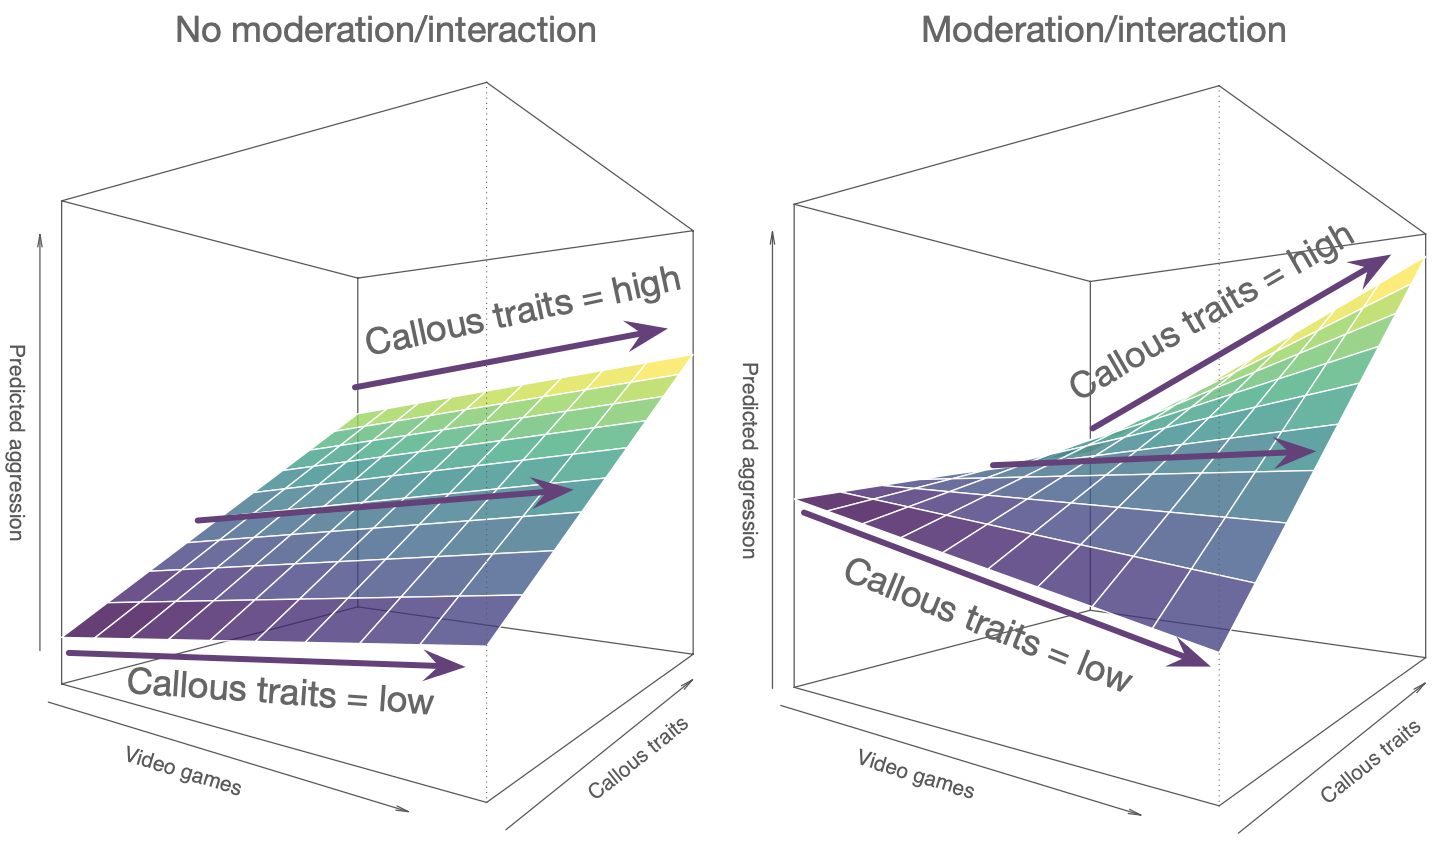 No moderation/interaction
Callous traits = high
Callous traits = low
Predicted aggression
Video games
Callous traits
Moderation/interaction
Callous traits = high
Callous traits = low
Predicted aggression
Video games
Callous traits